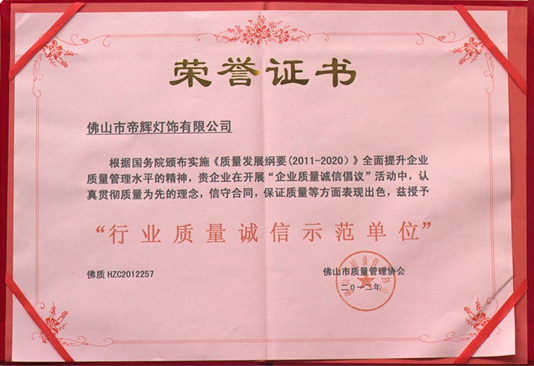 荣誉证书
佛山市帝辉灯饰有限公司
根据国务院颁布实施《质量发展纲要(2011-2020)》全面提升企业
质量管理水平的精神，贵企业在开展“企业质量诚信倡议”活动中，认
真贯彻质量为先的理念，信守合同，保证质量等方面表现出色，兹授予
“行业质量诚信示范单位”
佛质 HZC2012257
佛山市质量管理协会
二0一二年